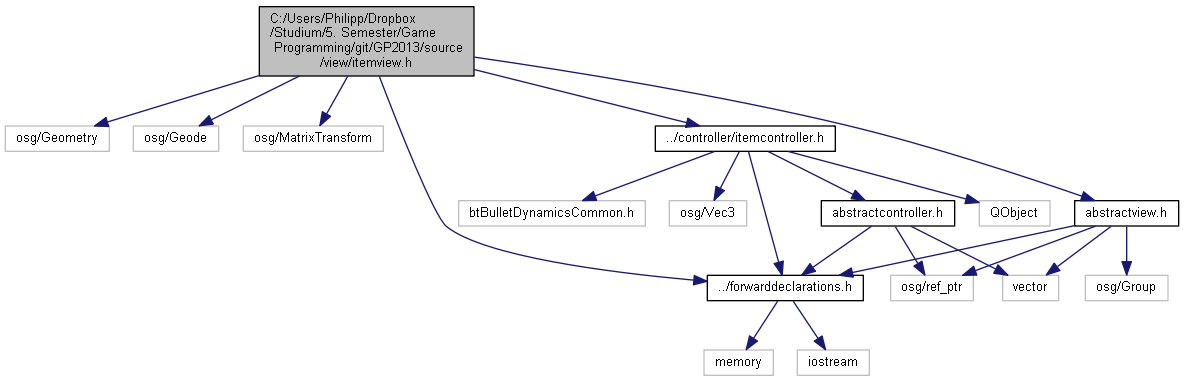 C:/Users/Philipp/Dropbox
/Studium/5. Semester/Game
Programming/git/GP2013/source
/view/itemview.h
osg/Geometry
osg/Geode
osg/MatrixTransform
../controller/itemcontroller.h
btBulletDynamicsCommon.h
osg/Vec3
abstractcontroller.h
QObject
abstractview.h
../forwarddeclarations.h
osg/ref_ptr
vector
osg/Group
memory
iostream